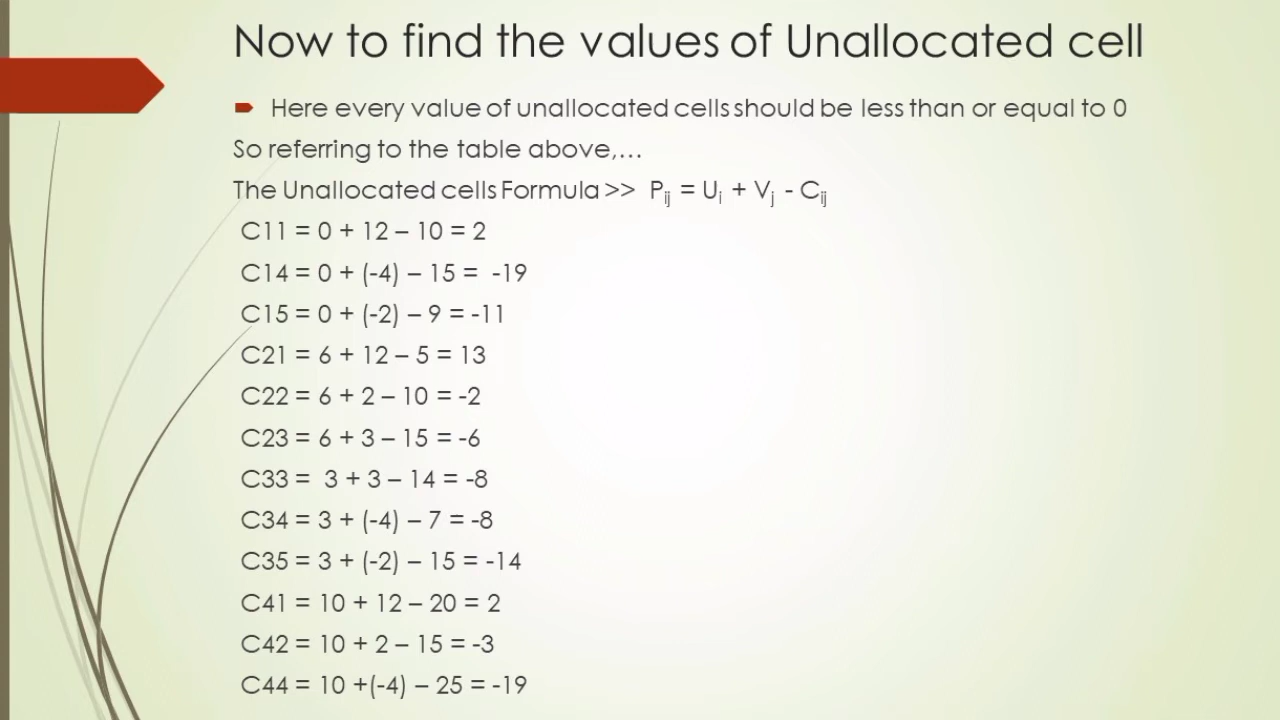 Now to find the values of Unallocated cell
Here every value of unallocated cells should be less than or equal to 0
So referring to the table above,…
The Unallocated cells Formula >> Pij = Ui + Vj - Cij
C11 = 0 + 12 – 10 = 2
C14 = 0 + (-4) – 15 = -19
C15 = 0 + (-2) – 9 = -11
C21 = 6 + 12 – 5 = 13
C22 = 6 + 2 – 10 = -2
C23 = 6 + 3 – 15 = -6
C33 = 3 + 3 – 14 = -8
C34 = 3 + (-4) – 7 = -8
C35 = 3 + (-2) – 15 = -14
C41 = 10 + 12 – 20 = 2
C42 = 10 + 2 – 15 = -3
C44 = 10 +(-4) – 25 = -19